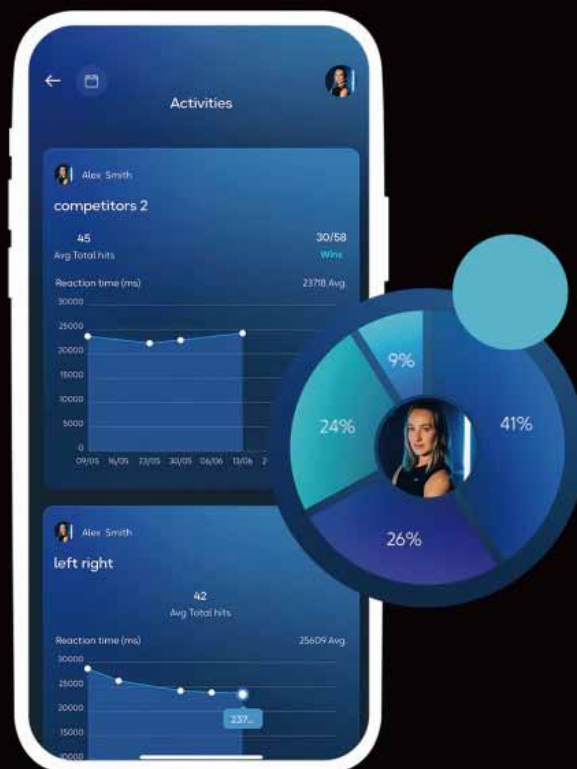 Activities
Alex Smith
competitors 2
45
30/58
Avg Total hits
Wins
Reaction time (ms)
23718 Avg.
30000
25000
20000
15000
10000
5000
0
09/05 16/05 23/05 30/05 06/06 13/06 2
9%
24%
41%
26%
Alex Smith
left right
42
Avg Total hits
Reaction time (ms)
25609 Avg.
30000
25000
20000
15000
10000
237...